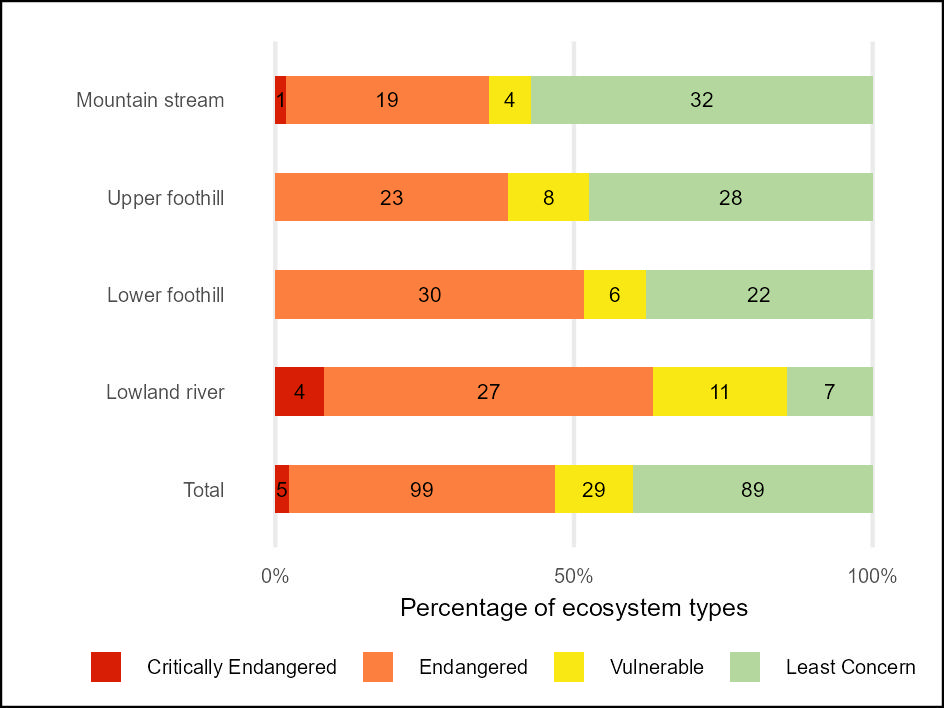 Mountain stream 1 19 4 32
Upper foothill 23 8 28
Lower foothill 30 6 22
Lowland river 4 27 11 7
Total 5 99 29 89
0% 50% 100%
Percentage of ecosystem types
Critically Endangered Endangered Vulnerable Least Concern